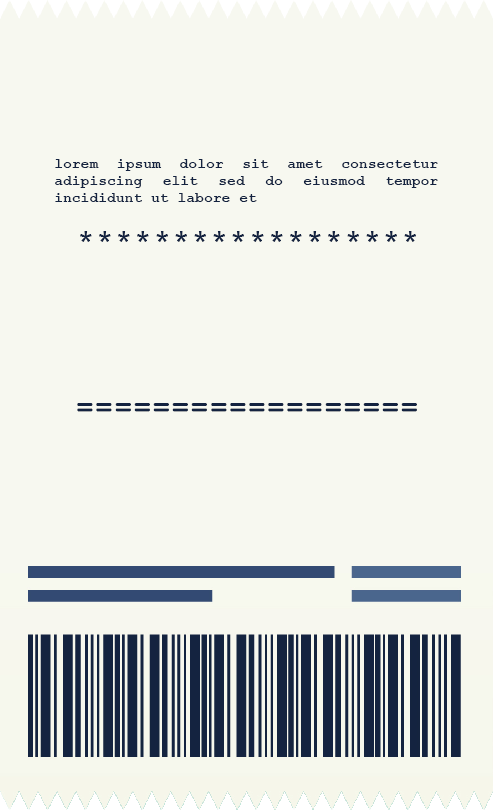 lorem ipsum dolor sit amet consectetur
adipiscing elit sed do eiusmod tempor
incididunt ut labore et
******************
==================